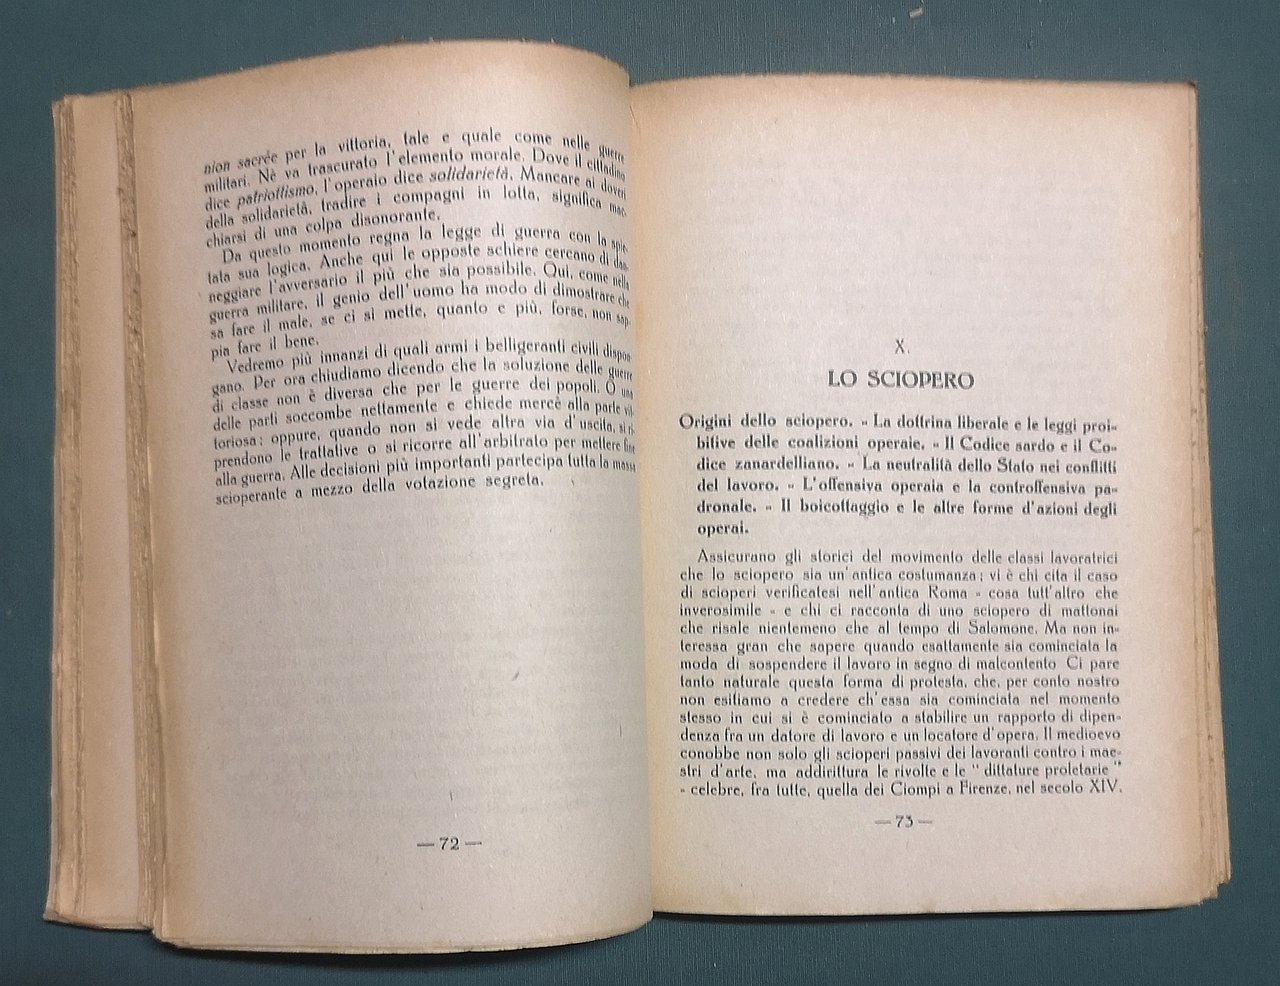 nion sacrée per la vittoria, tale e quale come nelle guerre
militari. Nè va trascurato l'elemento morale. Dove il cittadino
dice patriottismo, l'operaio dice solidarietà. Mancare ai doveri
della solidarietà, tradire i compagni in lotta, significa mac-
chiarsi di una colpa disonorante.
Da questo momento regna la legge di guerra con la spie-
tata sua logica. Anche qui le opposte schiere cercano di dan-
neggiare l'avversario il più che sia possibile. Qui, come nella
guerra militare, il genio dell'uomo ha modo di dimostrare che
sa fare il male, se ci si mette, quanto e più, forse, non sap-
pia fare il bene.
Vedremo più innanzi di quali armi i belligeranti civili dispon-
gano. Per ora chiudiamo dicendo che la soluzione delle guerre
di classe non è diversa che per le guerre dei popoli. O una
delle parti soccombe nettamente e chiede mercè alla parte vit-
toriosa; oppure, quando non si vede altra via d'uscita, si ri-
prendono le trattative o si ricorre all'arbitrato per mettere fine
alla guerra. Alle decisioni più importanti partecipa tutta la massa
scioperante a mezzo della votazione segreta.
— 72 —
X.
LO SCIOPERO
Origini dello sciopero. - La dottrina liberale e le leggi proi-
bitive delle coalizioni operaie. - Il Codice sardo e il Co-
dice zanardelliano. - La neutralità dello Stato nei conflitti
del lavoro. - L'offensiva operaia e la controffensiva pa-
dronale. - Il boicottaggio e le altre forme d'azioni degli
operai.
Assicurano gli storici del movimento delle classi lavoratrici
che lo sciopero sia un'antica costumanza; vi è chi cita il caso
di scioperi verificatesi nell'antica Roma - cosa tutt'altro che
inverosimile - e chi ci racconta di uno sciopero di mattonai
che risale nientemeno che al tempo di Salomone. Ma non in-
teressa gran che sapere quando esattamente sia cominciata la
moda di sospendere il lavoro in segno di malcontento Ci pare
tanto naturale questa forma di protesta, che, per conto nostro
non esitiamo a credere ch'essa sia cominciata nel momento
stesso in cui si è cominciato a stabilire un rapporto di dipen-
denza fra un datore di lavoro e un locatore d'opera. Il medioevo
conobbe non solo gli scioperi passivi dei lavoranti contro i mae-
stri d'arte, ma addirittura le rivolte e le " dittature proletarie "
- celebre, fra tutte, quella dei Ciompi a Firenze, nel secolo XIV.
— 73 —